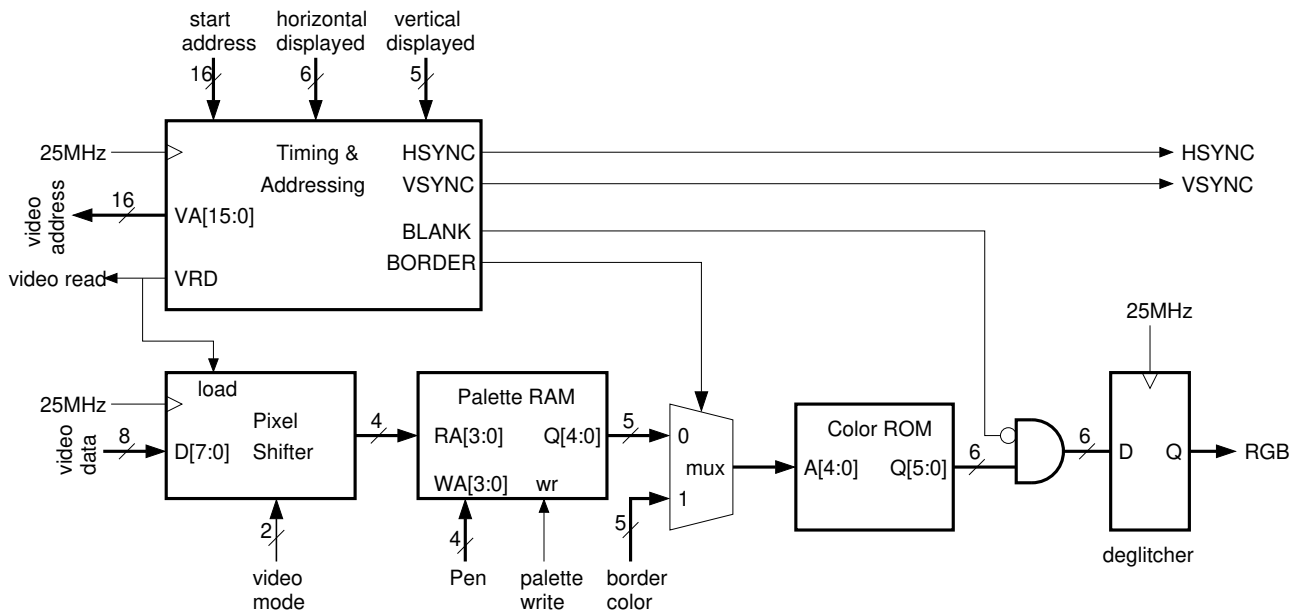 start
address
horizontal
displayed
vertical
displayed
16
6
5
25MHz
Timing &
Addressing
HSYNC
HSYNC
VSYNC
VSYNC
video
address
16
VA[15:0]
BLANK
BORDER
video read
VRD
25MHz
load
Pixel
Shifter
25MHz
video
data
8
D[7:0]
2
video
mode
4
Palette RAM
RA[3:0]
Q[4:0]
WA[3:0]
wr
4
Pen
palette
write
5
0
mux
1
5
border
color
Color ROM
A[4:0]
Q[5:0]
6
6
D
Q
RGB
deglitcher